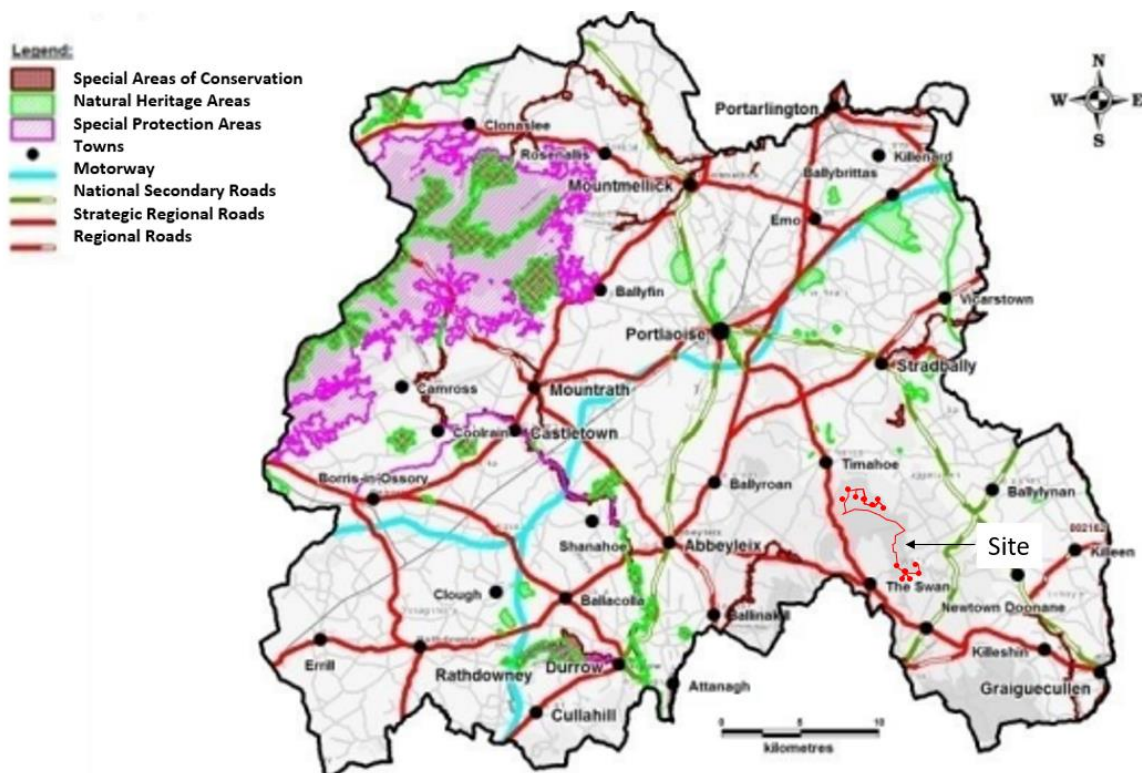 Legend:
Special Areas of Conservation
Natural Heritage Areas
Special Protection Areas
Towns
Motorway
National Secondary Roads
Strategic Regional Roads
Regional Roads
N
W E
S
Portarlington
Clonaslee
Rosenallis
Killenard
Ballybrittas
Mountmellick
Emo
Ballyfin
Vicarstown
Portlaoise
Stradbally
Camross
Mountrath
Coolrain
Castletown
Timahoe
Borris-in-Ossory
Ballyroan
Ballylynan
002162
Shanahoe
Abbeyleix
Site
Killeen
The Swan
Clough
Ballacolla
Ballinakill
Newtown Doonane
Errill
Rathdowney
Durrow
Killeshin
Attanagh
Graiguecullen
Cullahill
0 5 10
kilometres